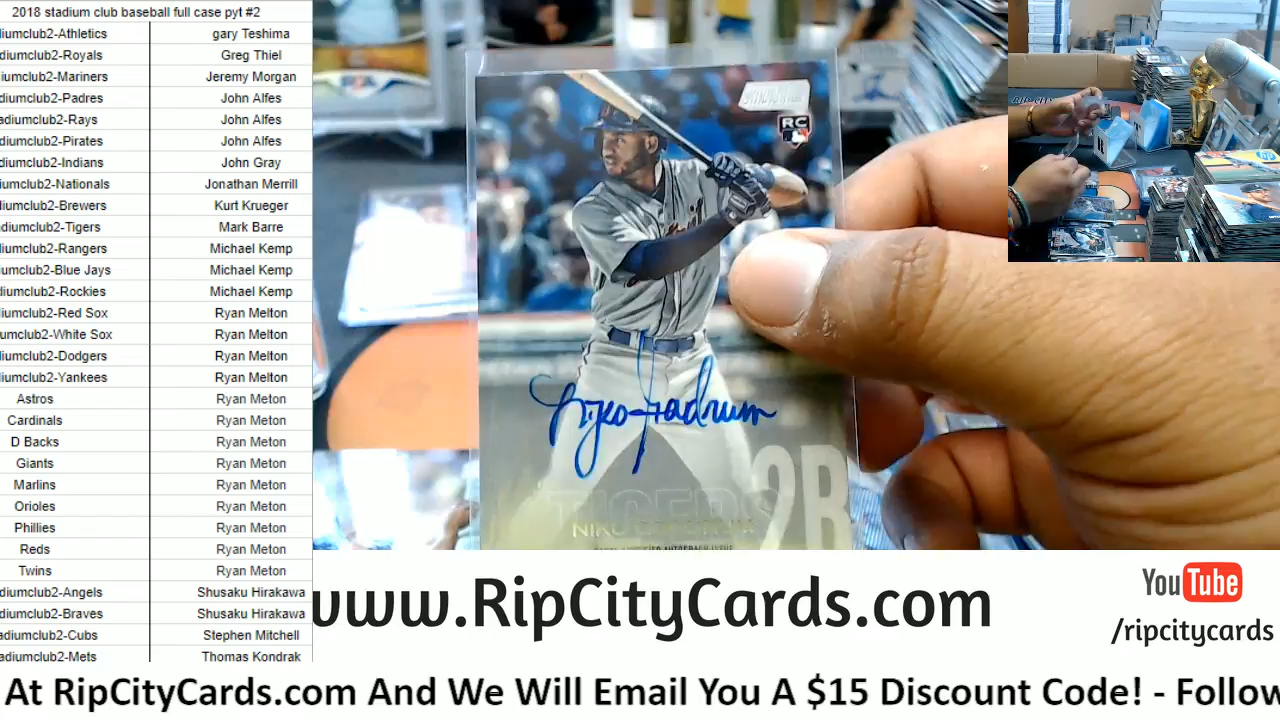 2018 stadium club baseball full case pyt #2
diumclub2-Athletics gary Teshima
diumclub2-Royals Greg Thiel
iumclub2-Mariners Jeremy Morgan
diumclub2-Padres John Alfes
adiumclub2-Rays John Alfes
diumclub2-Pirates John Alfes
diumclub2-Indians John Gray
iumclub2-Nationals Jonathan Merrill
diumclub2-Brewers Kurt Krueger
diumclub2-Tigers Mark Barre
diumclub2-Rangers Michael Kemp
iumclub2-Blue Jays Michael Kemp
diumclub2-Rockies Michael Kemp
diumclub2-Red Sox Ryan Melton
umclub2-White Sox Ryan Melton
diumclub2-Dodgers Ryan Melton
diumclub2-Yankees Ryan Melton
Astros Ryan Meton
Cardinals Ryan Meton
D Backs Ryan Meton
Giants Ryan Meton
Marlins Ryan Meton
Orioles Ryan Meton
Phillies Ryan Meton
Reds Ryan Meton
Twins Ryan Meton
diumclub2-Angels Shusaku Hirakawa
diumclub2-Braves Shusaku Hirakawa
adiumclub2-Cubs Stephen Mitchell
adiumclub2-Mets Thomas Kondrak
RC
Niko Goodrum
TIGERS 2B
www.RipCityCards.com
YouTube
/ripcitycards
At RipCityCards.com And We Will Email You A $15 Discount Code! - Follow